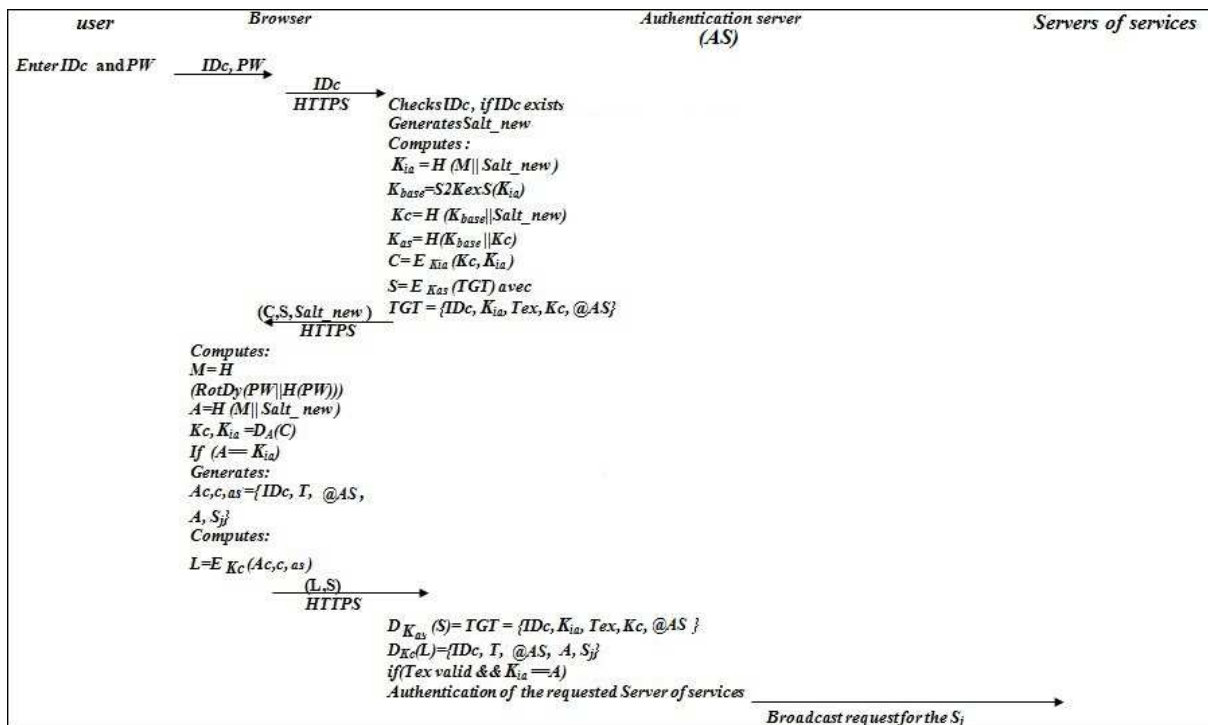 user
Browser
Authentication server
(AS)
Servers of services
Enter IDc and PW
IDc, PW
IDc
HTTPS
Checks IDc, if IDc exists
Generates Salt_new
Computes :
Kia = H (M|| Salt_new )
Kbase=S2KexS(Kia)
Kc= H (Kbase||Salt_new)
Kas= H(Kbase ||Kc)
C= E Kia (Kc, Kia )
S= E Kas (TGT) avec
TGT = {IDc, Kia, Tex, Kc, @AS}
(C,S,Salt_new )
HTTPS
Computes:
M= H
(RotDy(PW||H(PW)))
A=H (M|| Salt_ new)
Kc, Kia =DA(C)
If (A== Kia)
Generates:
Ac,c,as={IDc, T, @AS,
A, Sj}
Computes:
L=E Kc (Ac,c, as)
(L,S)
HTTPS
D Kas (S)= TGT = {IDc, Kia, Tex, Kc, @AS }
DKc(L)={IDc, T, @AS, A, Sj}
if(Tex valid && Kia ==A)
Authentication of the requested Server of services
Broadcast request for the Sj